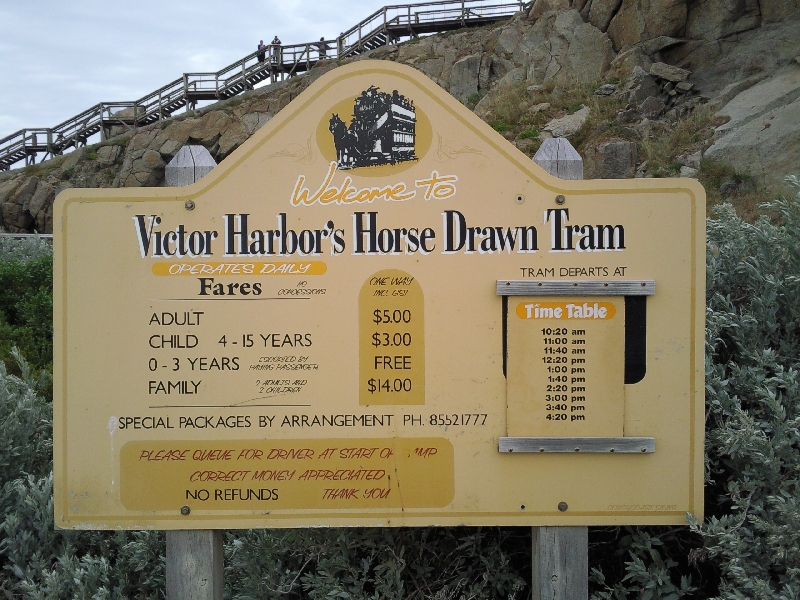 Welcome to
Victor Harbor's Horse Drawn Tram
OPERATES DAILY
Fares NO CONCESSIONS
ONE WAY
INCL GST
ADULT $5.00
CHILD 4 - 15 YEARS $3.00
0 - 3 YEARS FREE
FAMILY 2 ADULTS AND 2 CHILDREN $14.00
TRAM DEPARTS AT
Time Table
10:20 am
11:00 am
11:40 am
12:20 pm
1:00 pm
1:40 pm
2:20 pm
3:00 pm
3:40 pm
4:20 pm
SPECIAL PACKAGES BY ARRANGEMENT PH. 85521777
PLEASE QUEUE FOR DRIVER AT START OF
CORRECT MONEY APPRECIATED
NO REFUNDS THANK YOU